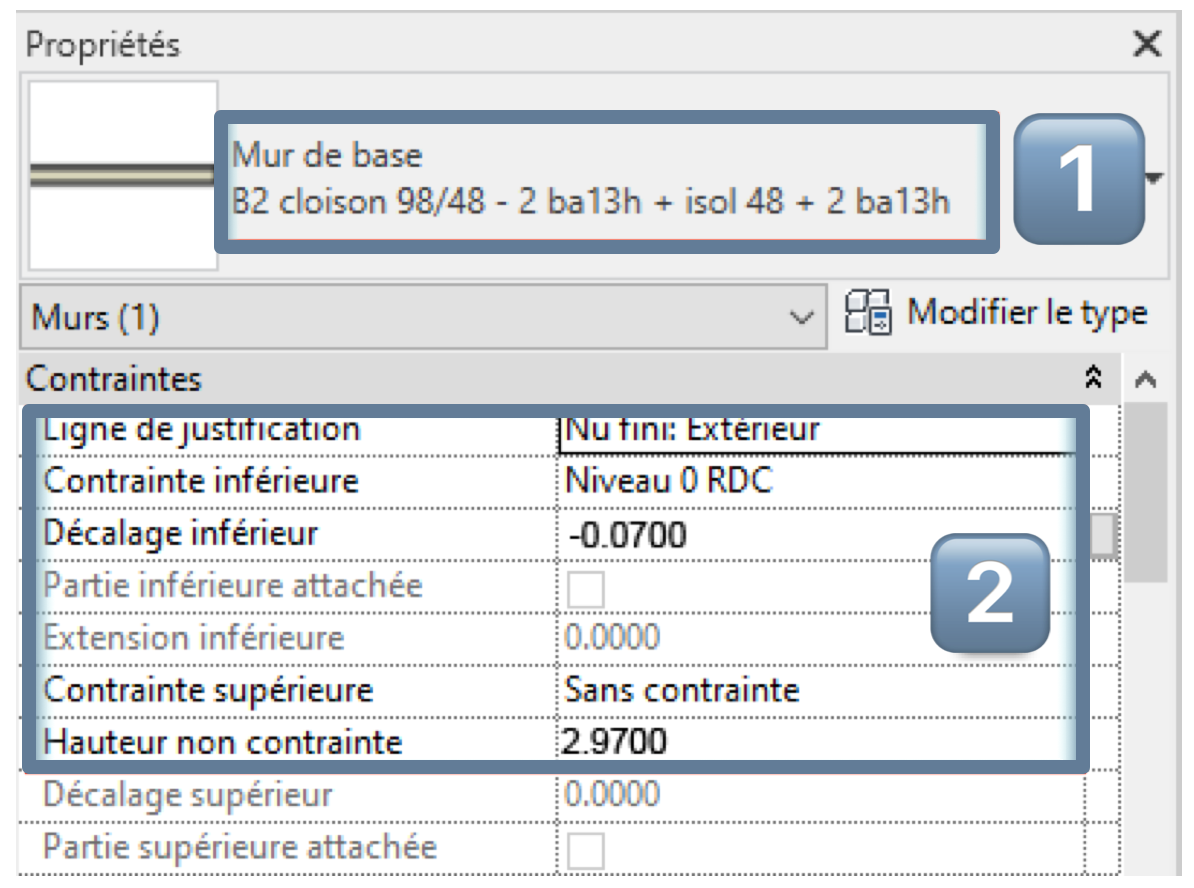 Propriétés
Mur de base
B2 cloison 98/48 - 2 ba13h + isol 48 + 2 ba13h
1
Murs (1)
Modifier le type
Contraintes
Ligne de justification Nu fini: Extérieur
Contrainte inférieure Niveau 0 RDC
Décalage inférieur -0.0700
Partie inférieure attachée
2
Extension inférieure 0.0000
Contrainte supérieure Sans contrainte
Hauteur non contrainte 2.9700
Décalage supérieur 0.0000
Partie supérieure attachée